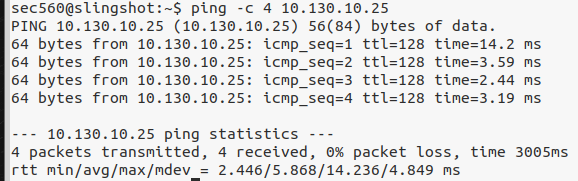 sec560@slingshot:~$ ping -c 4 10.130.10.25
PING 10.130.10.25 (10.130.10.25) 56(84) bytes of data.
64 bytes from 10.130.10.25: icmp_seq=1 ttl=128 time=14.2 ms
64 bytes from 10.130.10.25: icmp_seq=2 ttl=128 time=3.59 ms
64 bytes from 10.130.10.25: icmp_seq=3 ttl=128 time=2.44 ms
64 bytes from 10.130.10.25: icmp_seq=4 ttl=128 time=3.19 ms

--- 10.130.10.25 ping statistics ---
4 packets transmitted, 4 received, 0% packet loss, time 3005ms
rtt min/avg/max/mdev = 2.446/5.868/14.236/4.849 ms